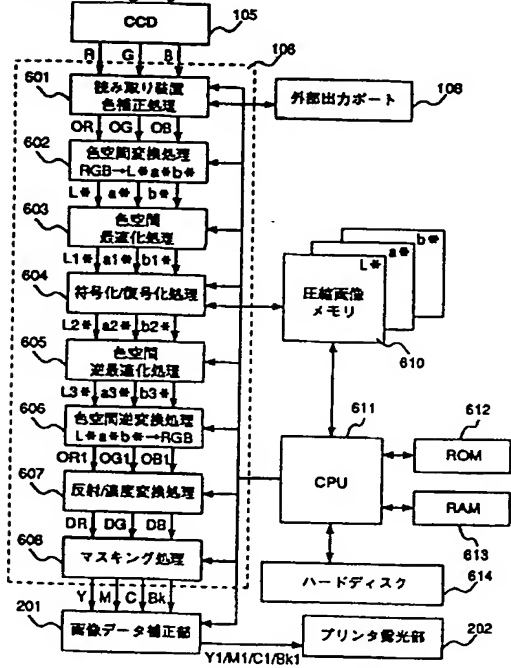 CCD
105
R G B
106
601
読み取り装置
色補正処理
外部出力ポート
108
OR OG OB
602
色空間変換処理
RGB→L*a*b*
L* a* b*
603
色空間
最適化処理
L1* a1* b1*
604
符号化/復号化処理
L* a* b*
圧縮画像
メモリ
610
L2* a2* b2*
605
色空間
逆最適化処理
L3* a3* b3*
606
色空間逆変換処理
L*a*b*→RGB
OR1 OG1 OB1
607
反射/濃度変換処理
DR DG DB
608
マスキング処理
611
CPU
612
ROM
RAM
613
ハードディスク
614
Y M C Bk
201
画像データ補正部
Y1/M1/C1/Bk1
プリンタ露光部
202